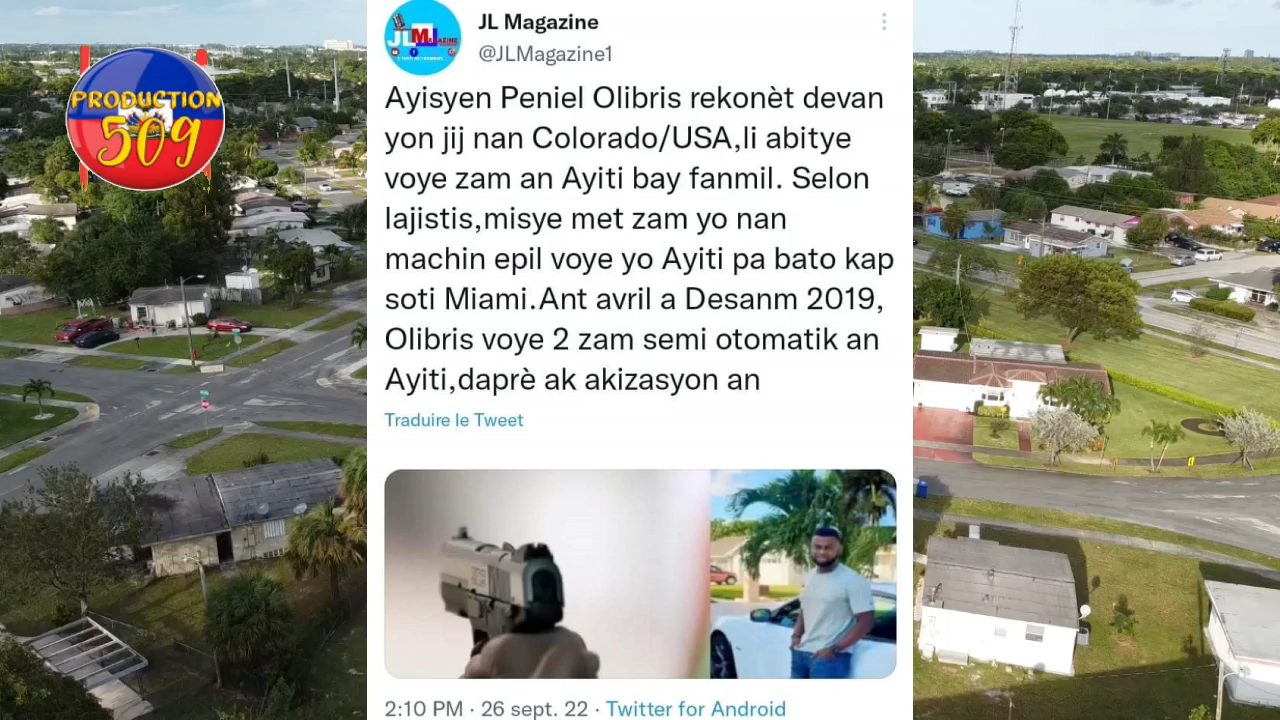 PRODUCTION
509
JL Magazine
@JLMagazine1
Ayisyen Peniel Olibris rekonèt devan
yon jij nan Colorado/USA,li abitye
voye zam an Ayiti bay fanmil. Selon
lajistis,misye met zam yo nan
machin epil voye yo Ayiti pa bato kap
soti Miami.Ant avril a Desanm 2019,
Olibris voye 2 zam semi otomatik an
Ayiti,daprè ak akizasyon an
Traduire le Tweet
2:10 PM · 26 sept. 22 · Twitter for Android